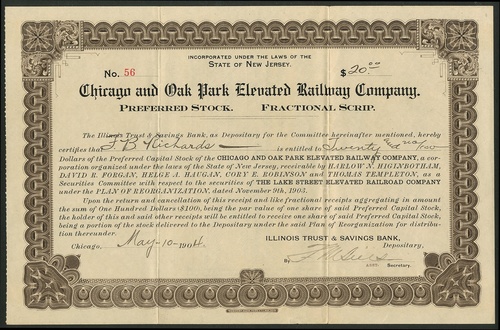 INCORPORATED UNDER THE LAWS OF THE
STATE OF NEW JERSEY.
No. 56
$20.00
Chicago and Oak Park Elevated Railway Company.
PREFERRED STOCK. FRACTIONAL SCRIP.
The Illinois Trust & Savings Bank, as Depositary for the Committee hereinafter mentioned, hereby
certifies that F. B. Richards is entitled to
Dollars of the Preferred Capital Stock of the CHICAGO AND OAK PARK ELEVATED RAILWAY COMPANY, a cor-
poration organized under the laws of the State of New Jersey, receivable by HARLOW N. HIGINBOTHAM,
DAVID R. FORGAN, HELGE A. HAUGAN, CORY E. ROBINSON and THOMAS TEMPLETON, as a
Securities Committee with respect to the securities of THE LAKE STREET ELEVATED RAILROAD COMPANY
under the PLAN OF REORGANIZATION dated November 9th, 1903.
Upon the return and cancellation of this receipt and like fractional receipts aggregating in amount
the sum of One Hundred Dollars ($100), being the par value of one share of said Preferred Capital Stock,
the holder of this and said other receipts will be entitled to receive one share of said Preferred Capital Stock,
being a portion of stock delivered to the Depositary under the said Plan of Reorganization for distribu-
tion thereunder.
ILLINOIS TRUST & SAVINGS BANK,
Chicago, May-10-1904
Depositary,
By
Asst. Secretary.